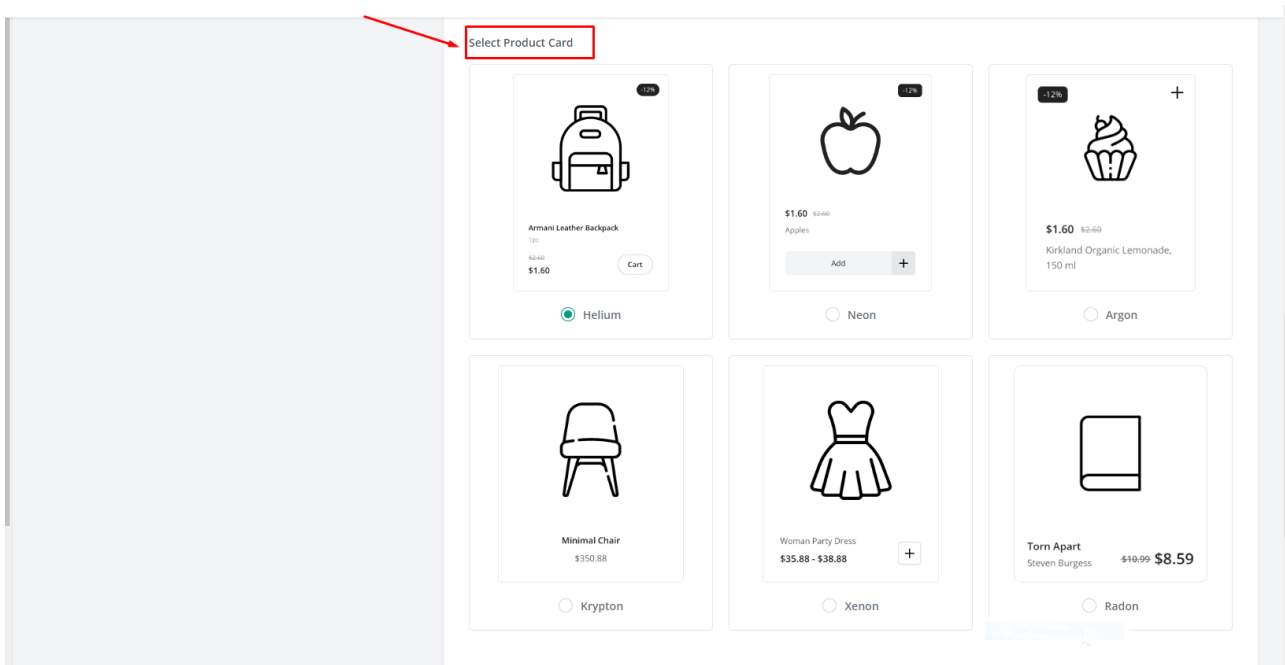 Select Product Card
-12%
Armani Leather Backpack
1pc
$2.60
$1.60
Cart
Helium
-12%
$1.60 $2.60
Apples
Add +
Neon
-12% +
$1.60 $2.60
Kirkland Organic Lemonade,
150 ml
Argon
Minimal Chair
$350.88
Krypton
Woman Party Dress
$35.88 - $38.88
+
Xenon
Torn Apart
Steven Burgess
$10.99 $8.59
Radon